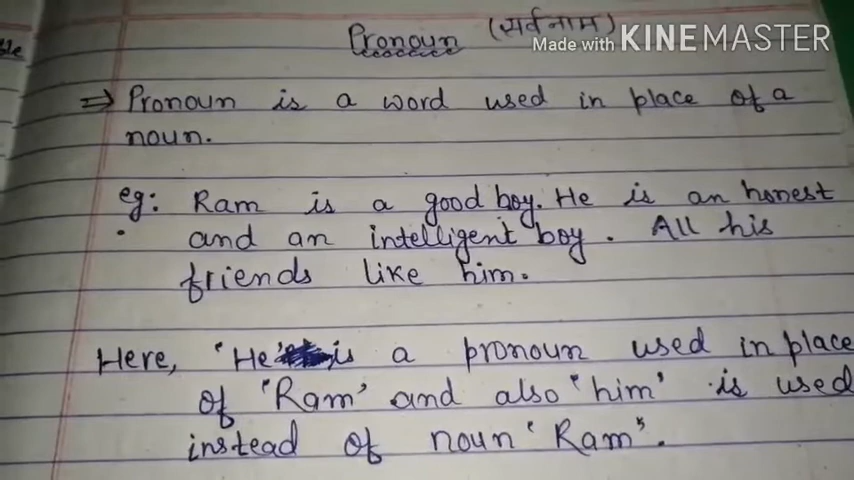 Pronoun (सर्वनाम)
Made with KINEMASTER
⇒ Pronoun is a word used in place of a
noun.
eg: Ram is a good boy. He is an honest
and an intelligent boy. All his
friends like him.
Here, 'He' is a pronoun used in place
of 'Ram' and also 'him' is used
instead of noun 'Ram'.